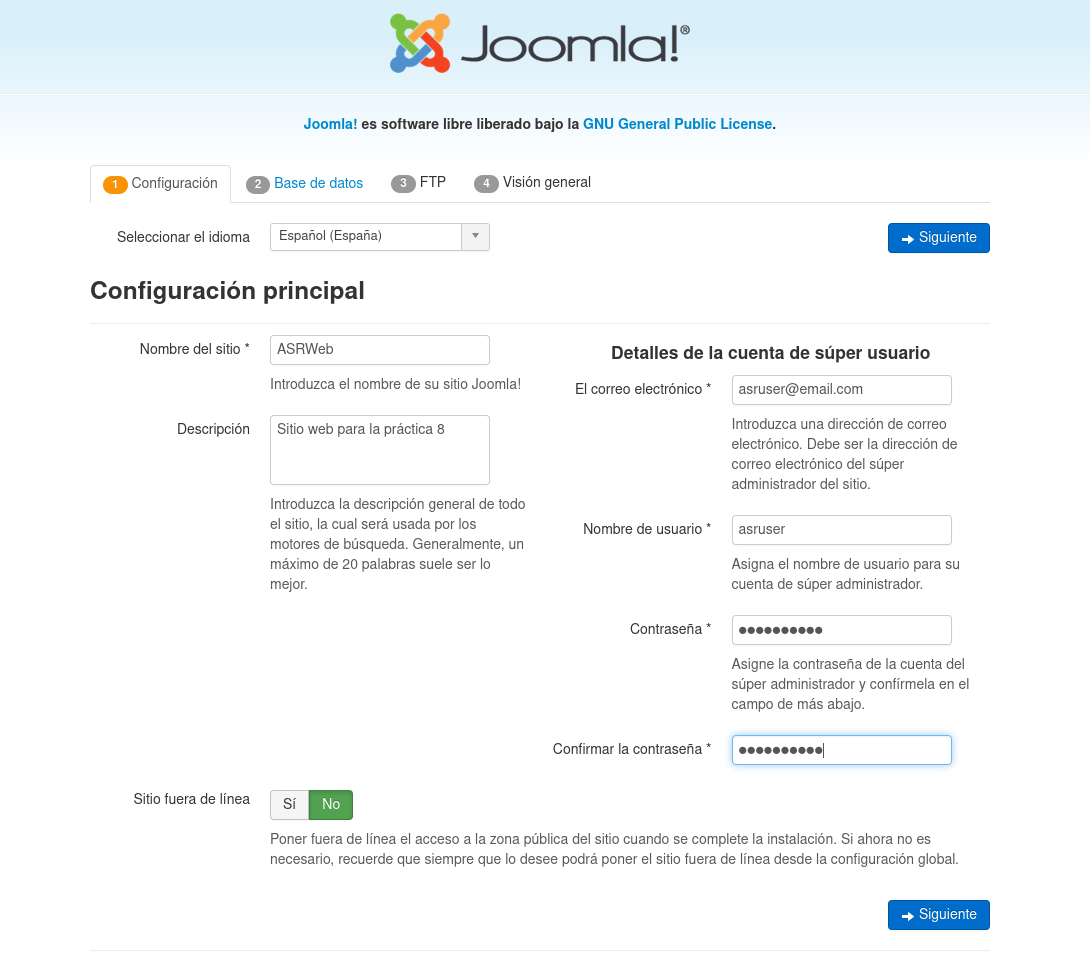 Joomla!®
Joomla! es software libre liberado bajo la GNU General Public License.
1 Configuración
2 Base de datos
3 FTP
4 Visión general
Seleccionar el idioma
Español (España)
Siguiente
Configuración principal
Nombre del sitio *
ASRWeb
Introduzca el nombre de su sitio Joomla!
Descripción
Sitio web para la práctica 8
Introduzca la descripción general de todo
el sitio, la cual será usada por los
motores de búsqueda. Generalmente, un
máximo de 20 palabras suele ser lo
mejor.
Detalles de la cuenta de súper usuario
El correo electrónico *
asruser@email.com
Introduzca una dirección de correo
electrónico. Debe ser la dirección de
correo electrónico del súper
administrador del sitio.
Nombre de usuario *
asruser
Asigna el nombre de usuario para su
cuenta de súper administrador.
Contraseña *
●●●●●●●●●●
Asigne la contraseña de la cuenta del
súper administrador y confírmela en el
campo de más abajo.
Confirmar la contraseña *
●●●●●●●●●●
Sitio fuera de línea
Sí
No
Poner fuera de línea el acceso a la zona pública del sitio cuando se complete la instalación. Si ahora no es
necesario, recuerde que siempre que lo desee podrá poner el sitio fuera de línea desde la configuración global.
Siguiente